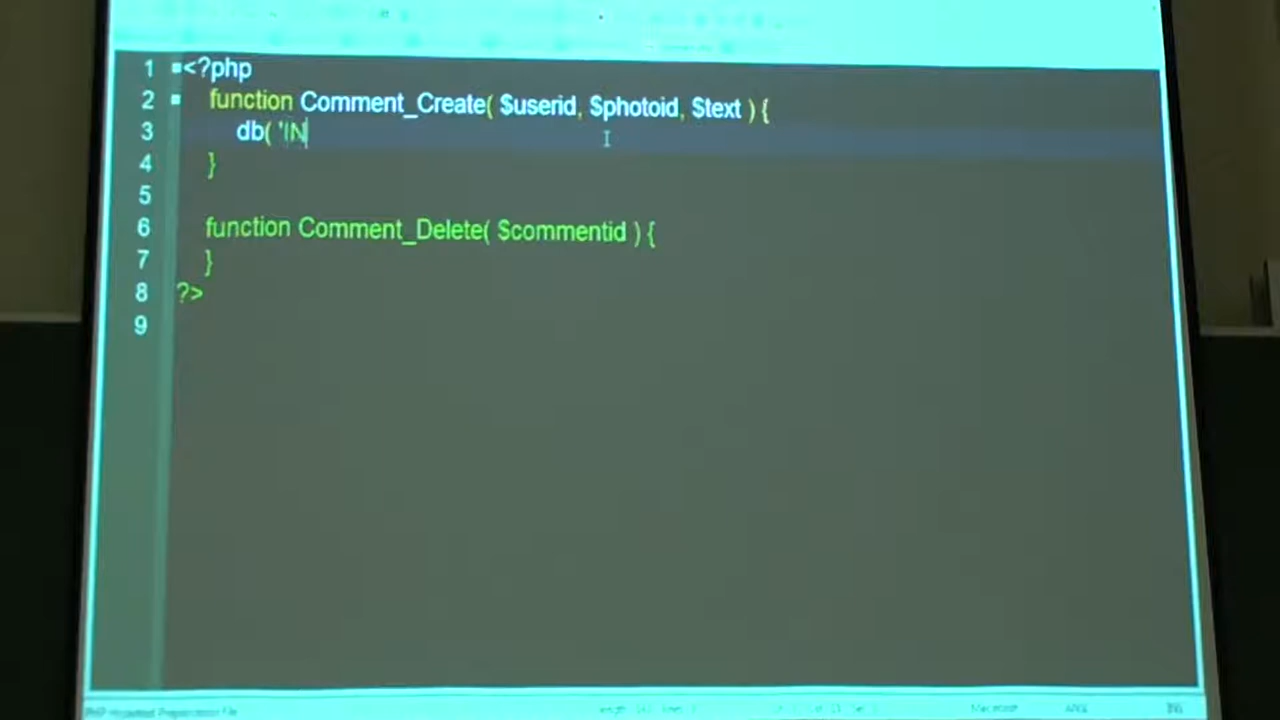 1 <?php
2 function Comment_Create( $userid, $photoid, $text ) {
3 db( 'IN
4 }
5
6 function Comment_Delete( $commentid ) {
7 }
8 ?>
9